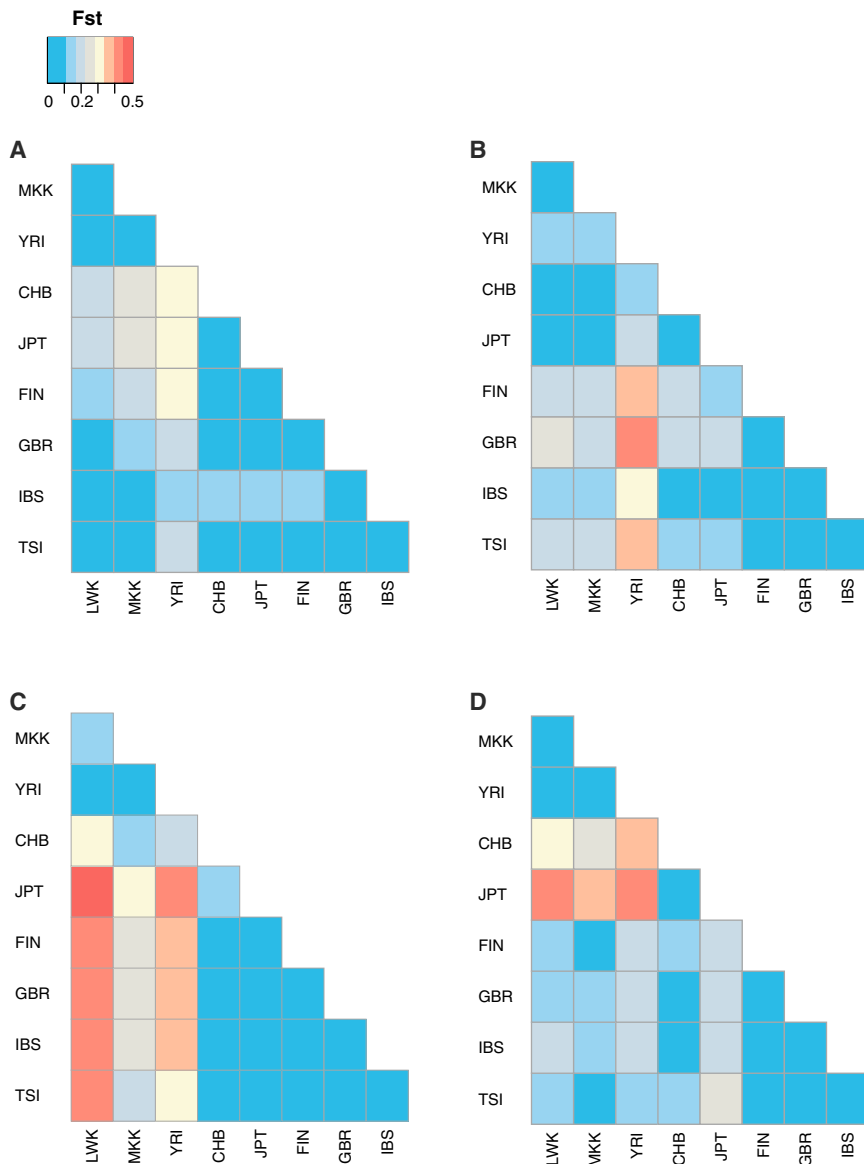 Fst
0 0.2 0.5
A
MKK
YRI
CHB
JPT
FIN
GBR
IBS
TSI
LWK MKK YRI CHB JPT FIN GBR IBS
B
MKK
YRI
CHB
JPT
FIN
GBR
IBS
TSI
LWK MKK YRI CHB JPT FIN GBR IBS
C
MKK
YRI
CHB
JPT
FIN
GBR
IBS
TSI
LWK MKK YRI CHB JPT FIN GBR IBS
D
MKK
YRI
CHB
JPT
FIN
GBR
IBS
TSI
LWK MKK YRI CHB JPT FIN GBR IBS